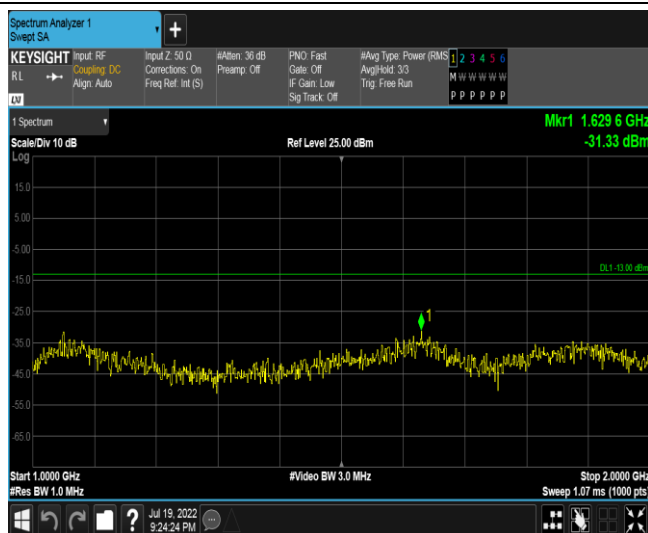 Spectrum Analyzer 1
Swept SA
+
KEYSIGHT
RL
LXI
Input: RF
Coupling: DC
Align: Auto
Input Z: 50 Ω
Corrections: On
Freq Ref: Int (S)
#Atten: 36 dB
Preamp: Off
PNO: Fast
Gate: Off
IF Gain: Low
Sig Track: Off
#Avg Type: Power (RMS
Avg|Hold: 3/3
Trig: Free Run
1 2 3 4 5 6
M W W W W W
P P P P P P
1 Spectrum
Scale/Div 10 dB
Log
Ref Level 25.00 dBm
Mkr1 1.629 6 GHz
-31.33 dBm
15.0
5.00
-5.00
DL1 -13.00 dBm
-15.0
-25.0
1
-35.0
-45.0
-55.0
-65.0
Start 1.0000 GHz
#Res BW 1.0 MHz
#Video BW 3.0 MHz
Stop 2.0000 GHz
Sweep 1.07 ms (1000 pts)
?
Jul 19, 2022
9:24:24 PM